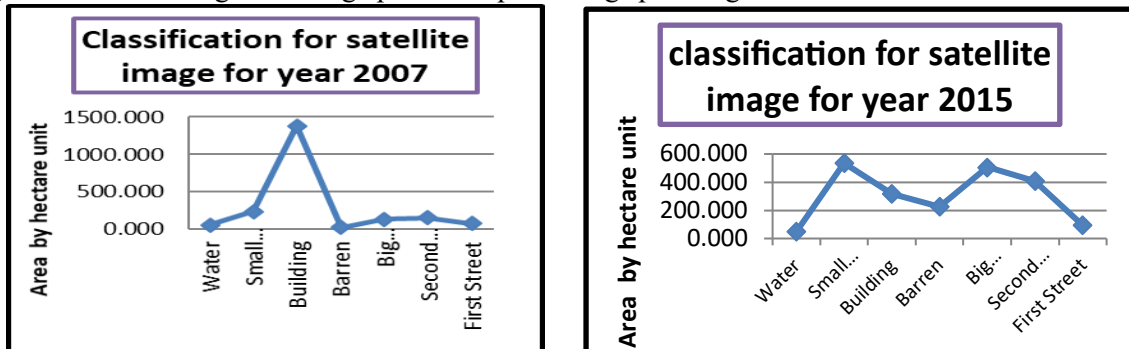 Classification for satellite
image for year 2007
Area by hectare unit
1500.000
1000.000
500.000
0.000
Water
Small...
Building
Barren
Big...
Second...
First Street
classification for satellite
image for year 2015
Area by hectare unit
600.000
400.000
200.000
0.000
Water
Small...
Building
Barren
Big...
Second...
First Street